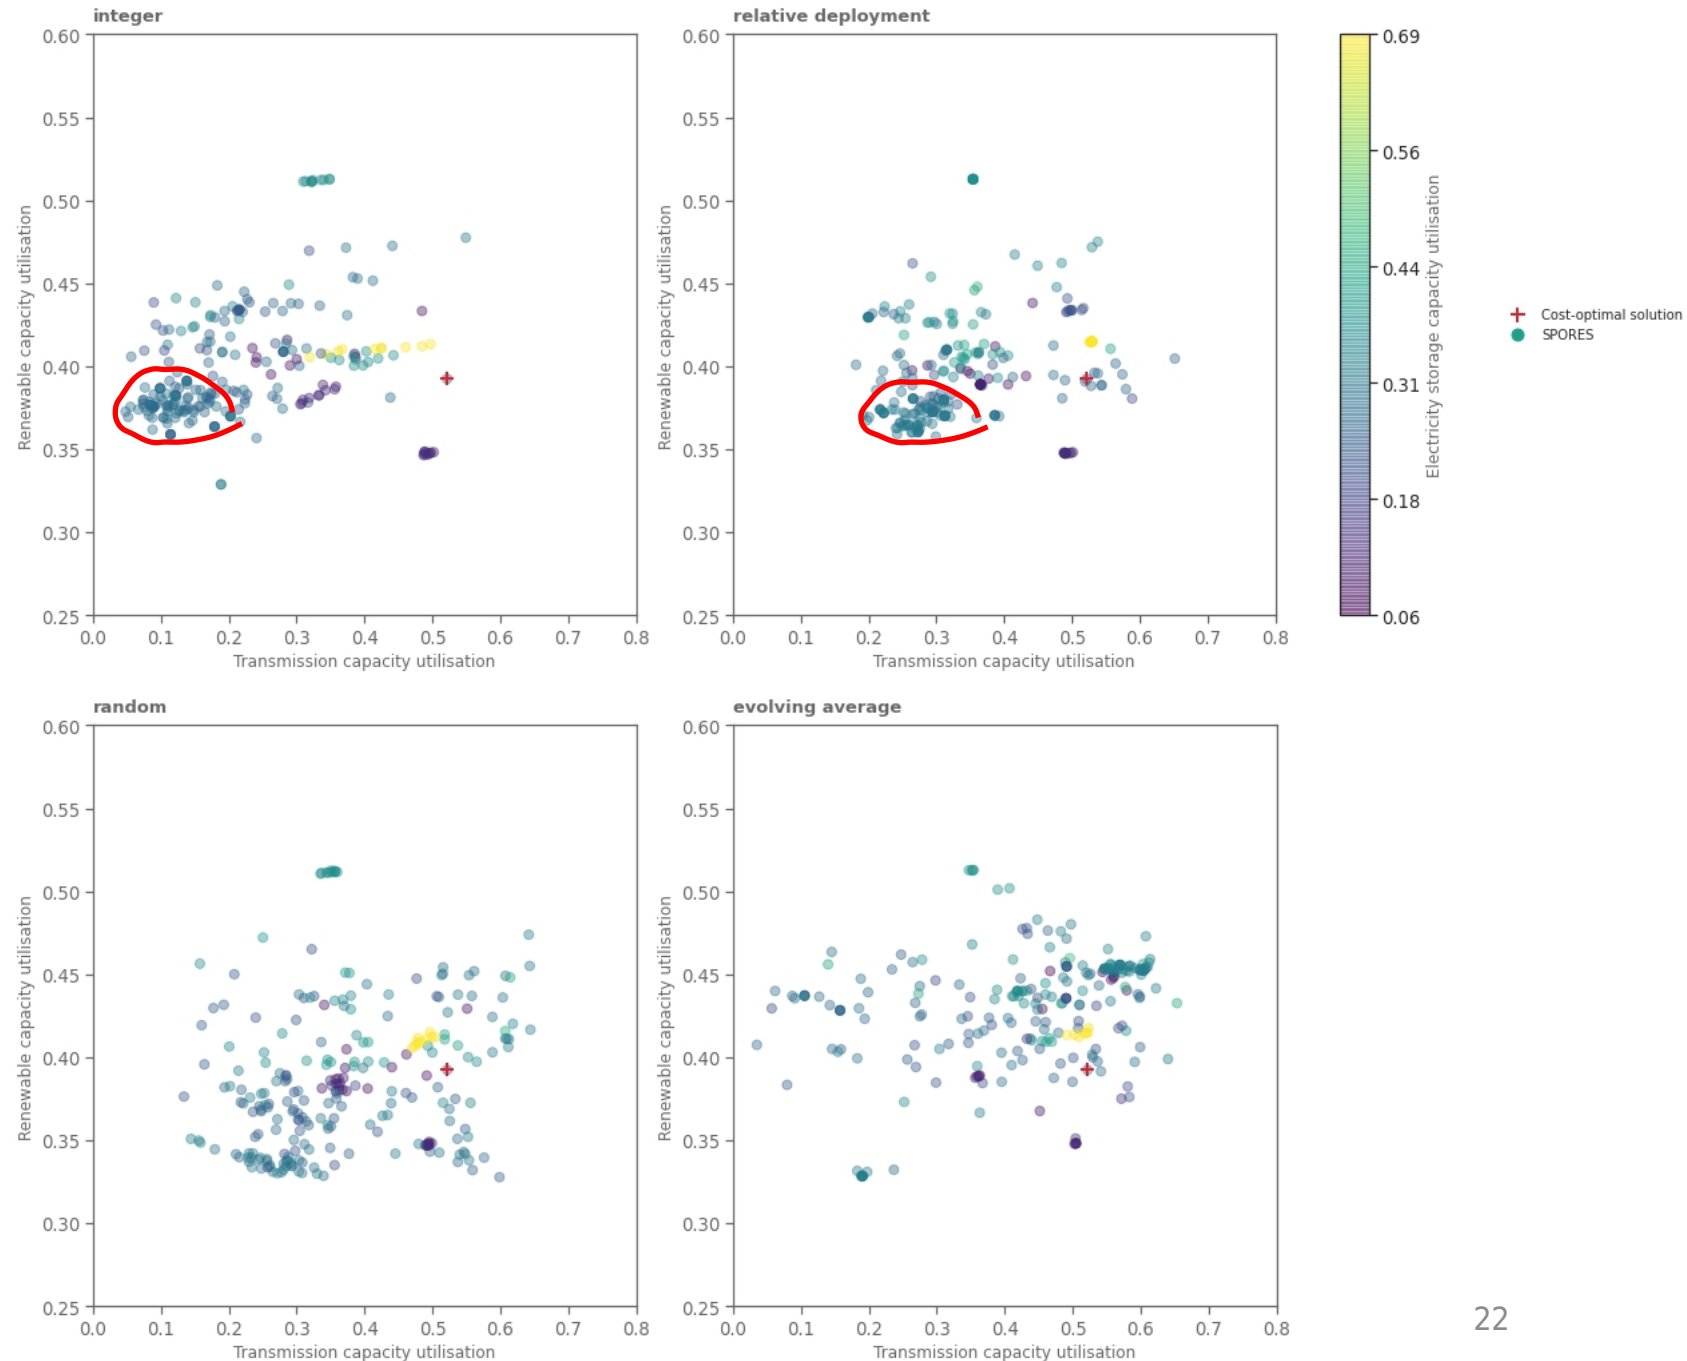 integer
0.60
0.55
0.50
0.45
0.40
0.35
0.30
0.25
Renewable capacity utilisation
0.0 0.1 0.2 0.3 0.4 0.5 0.6 0.7 0.8
Transmission capacity utilisation
relative deployment
0.60
0.55
0.50
0.45
0.40
0.35
0.30
0.25
Renewable capacity utilisation
0.0 0.1 0.2 0.3 0.4 0.5 0.6 0.7 0.8
Transmission capacity utilisation
0.69
0.56
0.44
0.31
0.18
0.06
Electricity storage capacity utilisation
Cost-optimal solution
SPORES
random
0.60
0.55
0.50
0.45
0.40
0.35
0.30
0.25
Renewable capacity utilisation
0.0 0.1 0.2 0.3 0.4 0.5 0.6 0.7 0.8
Transmission capacity utilisation
evolving average
0.60
0.55
0.50
0.45
0.40
0.35
0.30
0.25
Renewable capacity utilisation
0.0 0.1 0.2 0.3 0.4 0.5 0.6 0.7 0.8
Transmission capacity utilisation
22